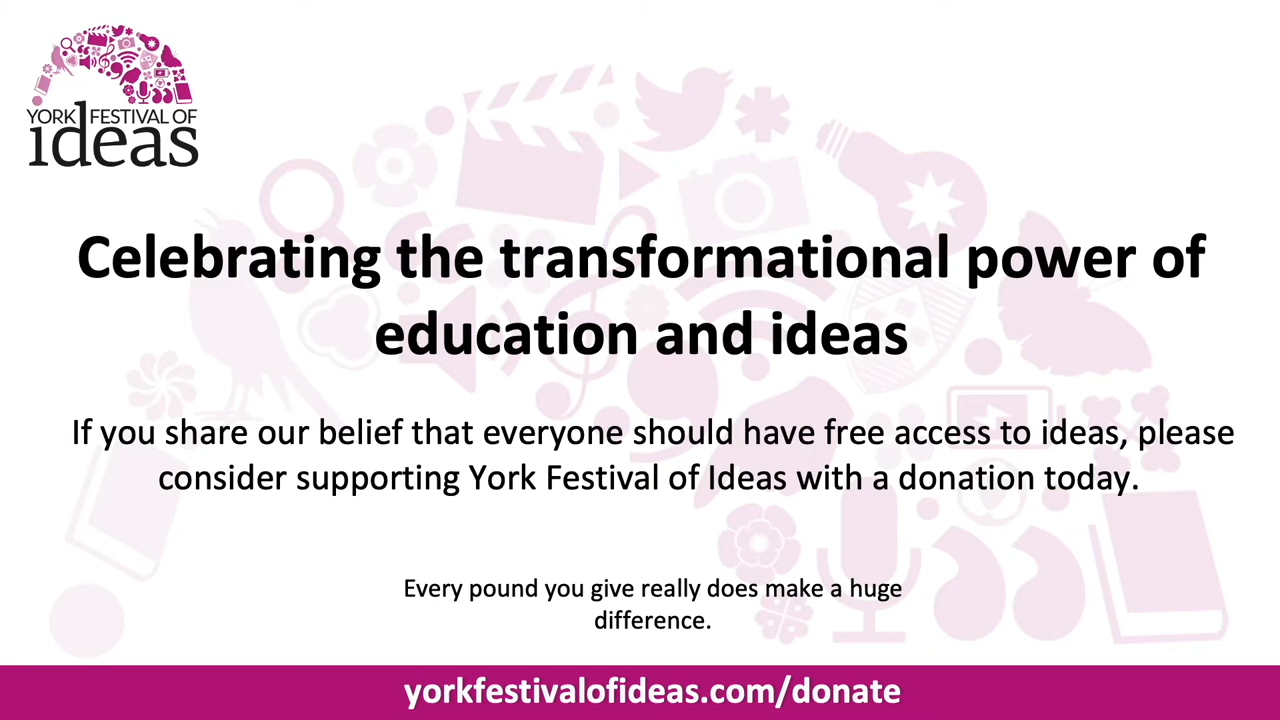 YORK FESTIVAL OF
ideas
Celebrating the transformational power of
education and ideas
If you share our belief that everyone should have free access to ideas, please
consider supporting York Festival of Ideas with a donation today.
Every pound you give really does make a huge
difference.
yorkfestivalofideas.com/donate